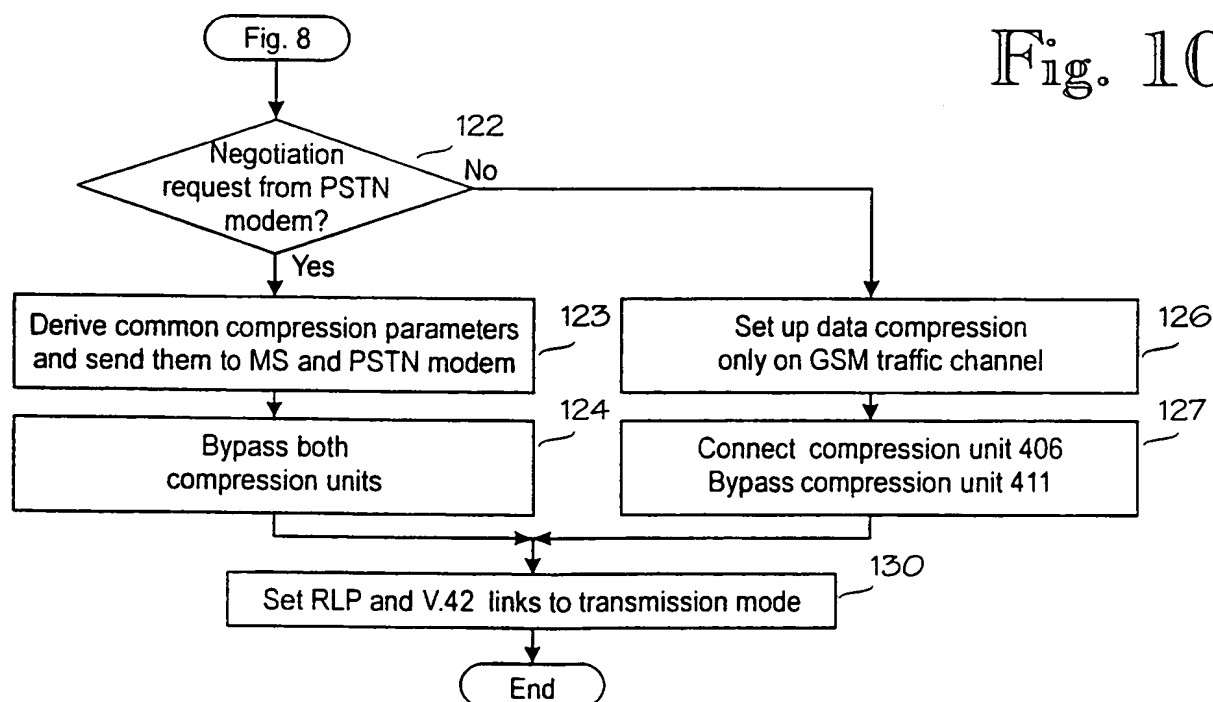 Fig. 8
Fig. 10
122
Negotiation
request from PSTN
modem?
No
Yes
Derive common compression parameters
and send them to MS and PSTN modem
123
Set up data compression
only on GSM traffic channel
126
Bypass both
compression units
124
Connect compression unit 406
Bypass compression unit 411
127
Set RLP and V.42 links to transmission mode
130
End